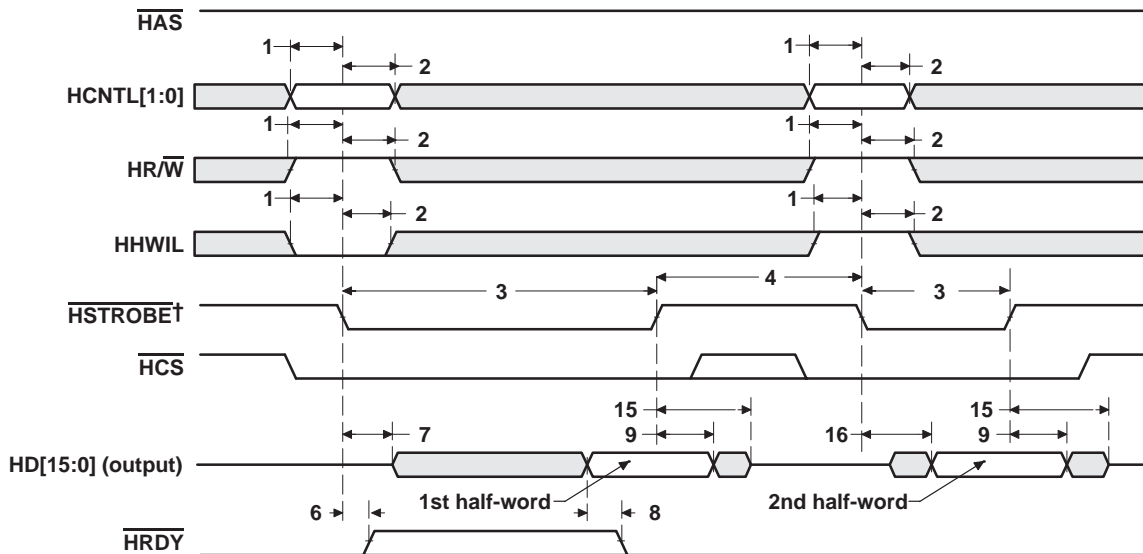 HAS
1
2
1
2
HCNTL[1:0]
1
2
1
2
HR/W
1
2
1
2
HHWIL
3
4
3
HSTROBE†
HCS
15
15
7
9
16
9
HD[15:0] (output)
1st half-word
2nd half-word
6
8
HRDY